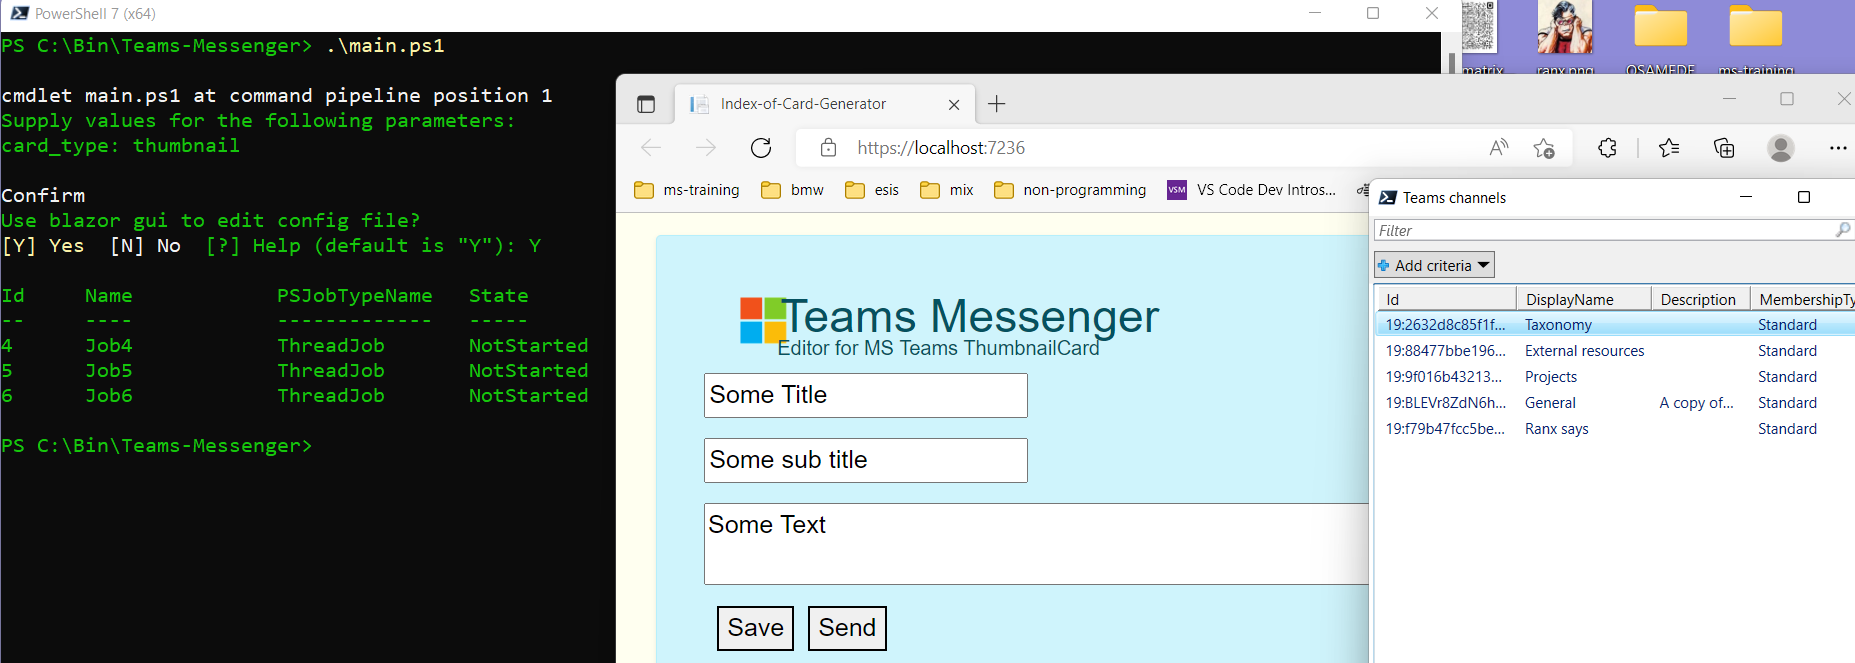 PowerShell 7 (x64)
PS C:\Bin\Teams-Messenger> .\main.ps1
cmdlet main.ps1 at command pipeline position 1
Supply values for the following parameters:
card_type: thumbnail
Confirm
Use blazor gui to edit config file?
[Y] Yes  [N] No  [?] Help (default is "Y"): Y
Id Name PSJobTypeName State
-- ---- ------------- -----
4 Job4 ThreadJob NotStarted
5 Job5 ThreadJob NotStarted
6 Job6 ThreadJob NotStarted
PS C:\Bin\Teams-Messenger>
matrix... ranx.png OSAMEDE ms-training
Index-of-Card-Generator
https://localhost:7236
ms-training bmw esis mix non-programming VSM VS Code Dev Intros...
Teams Messenger
Editor for MS Teams ThumbnailCard
Some Title
Some sub title
Some Text
Save Send
Teams channels
Filter
Add criteria
Id DisplayName Description MembershipTy
19:2632d8c85f1f... Taxonomy Standard
19:88477bbe196... External resources Standard
19:9f016b43213... Projects Standard
19:BLEVr8ZdN6h... General A copy of... Standard
19:f79b47fcc5be... Ranx says Standard